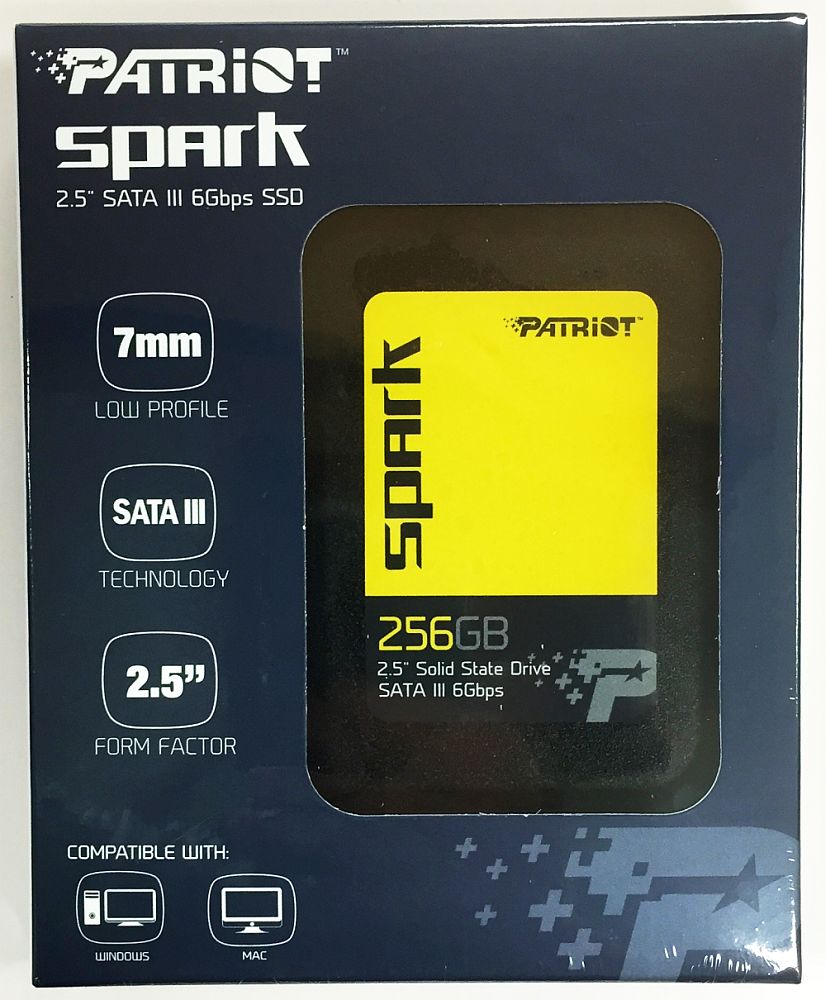 PATRiOT™
spark
2.5" SATA III 6Gbps SSD
7mm
LOW PROFILE
SATA III
TECHNOLOGY
2.5”
FORM FACTOR
COMPATIBLE WITH:
WINDOWS
MAC
PATRiOT™
spark
256GB
2.5" Solid State Drive
SATA III 6Gbps
P
P